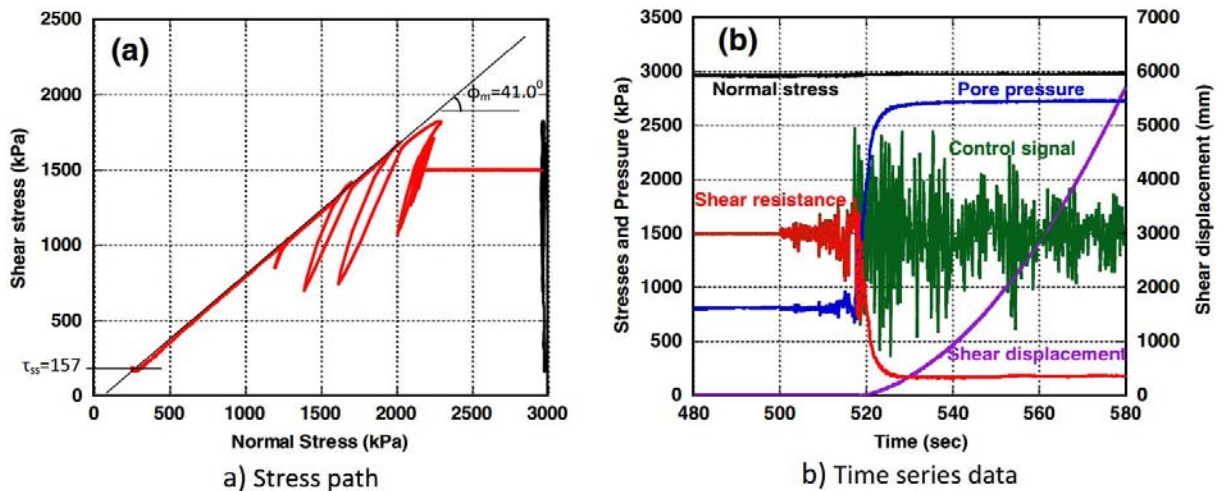 (a)
Shear stress (kPa)
2500
2000
1500
1000
500
0
ϕm=41.0⁰
τss=157
0 500 1000 1500 2000 2500 3000
Normal Stress (kPa)
a) Stress path
(b)
Stresses and Pressure (kPa)
3500
3000
2500
2000
1500
1000
500
0
Normal stress
Pore pressure
Control signal
Shear resistance
Shear displacement
7000
6000
5000
4000
3000
2000
1000
0
Shear displacement (mm)
480 500 520 540 560 580
Time (sec)
b) Time series data